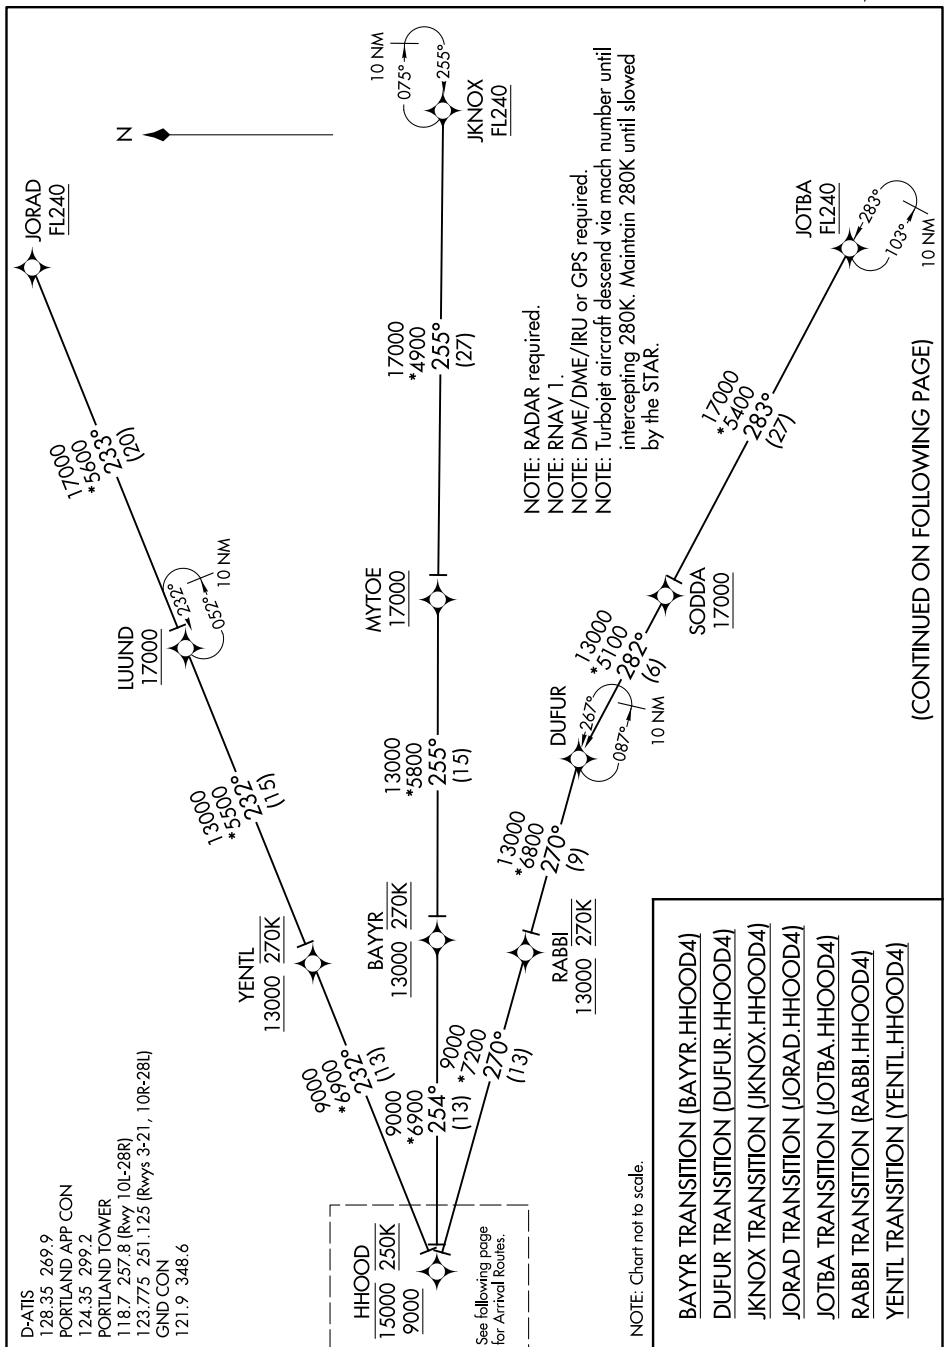 D-ATIS
128.35 269.9
PORTLAND APP CON
124.35 299.2
PORTLAND TOWER
118.7 257.8 (Rwy 10L-28R)
123.775 251.125 (Rwys 3-21, 10R-28L)
GND CON
121.9 348.6
N
JORAD
FL240
17000
*5600
233°
(20)
LUUND
17000
232°
052°
10 NM
13000
*5500
232°
(15)
YENTL
13000 270K
9000
*6900
232°
(13)
JKNOX
FL240
10 NM
075°
255°
17000
*4900
255°
(27)
MYTOE
17000
13000
*5800
255°
(15)
BAYYR
13000 270K
9000
*6900
254°
(13)
HHOOD
15000 250K
9000
See following page
for Arrival Routes.
NOTE: RADAR required.
NOTE: RNAV 1.
NOTE: DME/DME/IRU or GPS required.
NOTE: Turbojet aircraft descend via mach number until
intercepting 280K. Maintain 280K until slowed
by the STAR.
JOTBA
FL240
283°
103°
10 NM
17000
*5400
283°
(27)
SODDA
17000
13000
*5100
282°
(6)
DUFUR
267°
087°
10 NM
13000
*6800
270°
(9)
RABBI
13000 270K
9000
*7200
270°
(13)
NOTE: Chart not to scale.
(CONTINUED ON FOLLOWING PAGE)
BAYYR TRANSITION (BAYYR.HHOOD4)
DUFUR TRANSITION (DUFUR.HHOOD4)
JKNOX TRANSITION (JKNOX.HHOOD4)
JORAD TRANSITION (JORAD.HHOOD4)
JOTBA TRANSITION (JOTBA.HHOOD4)
RABBI TRANSITION (RABBI.HHOOD4)
YENTL TRANSITION (YENTL.HHOOD4)